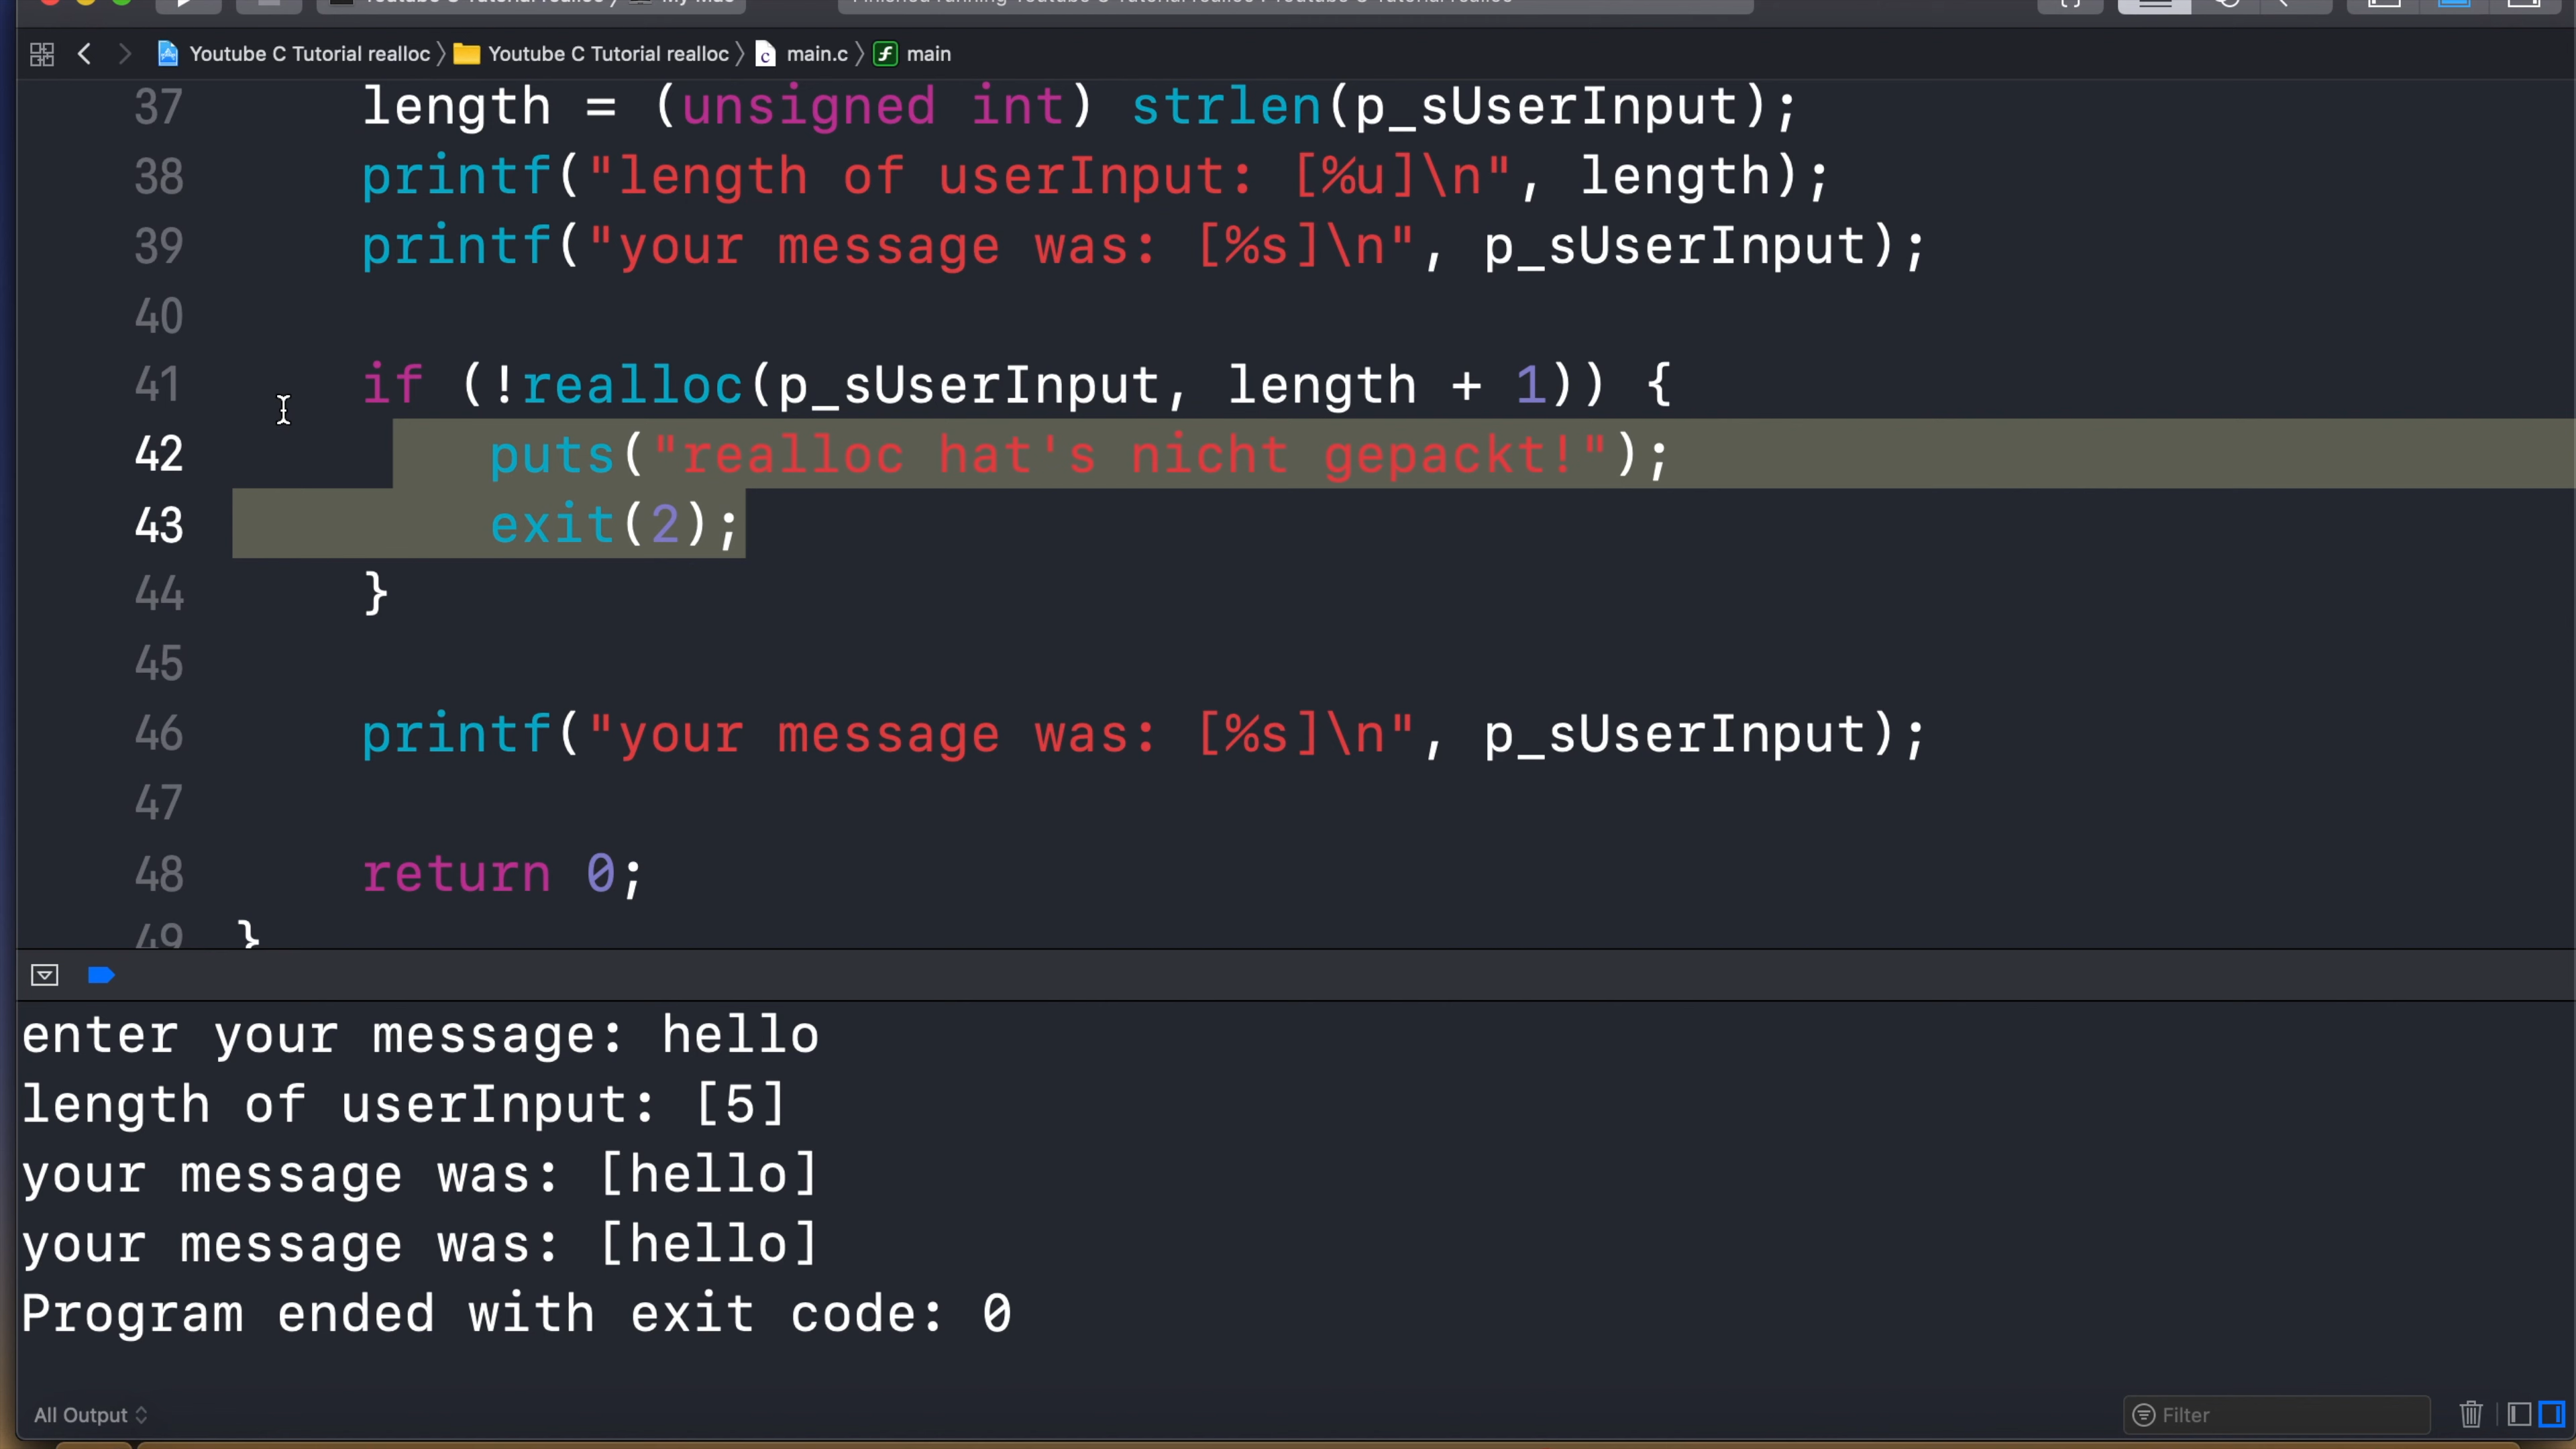 Youtube C Tutorial realloc 〉 Youtube C Tutorial realloc 〉 main.c 〉 main
37 length = (unsigned int) strlen(p_sUserInput);
38 printf("length of userInput: [%u]\n", length);
39 printf("your message was: [%s]\n", p_sUserInput);
40
41 if (!realloc(p_sUserInput, length + 1)) {
42 puts("realloc hat's nicht gepackt!");
43 exit(2);
44 }
45
46 printf("your message was: [%s]\n", p_sUserInput);
47
48 return 0;
49 }
enter your message: hello
length of userInput: [5]
your message was: [hello]
your message was: [hello]
Program ended with exit code: 0
All Output
Filter